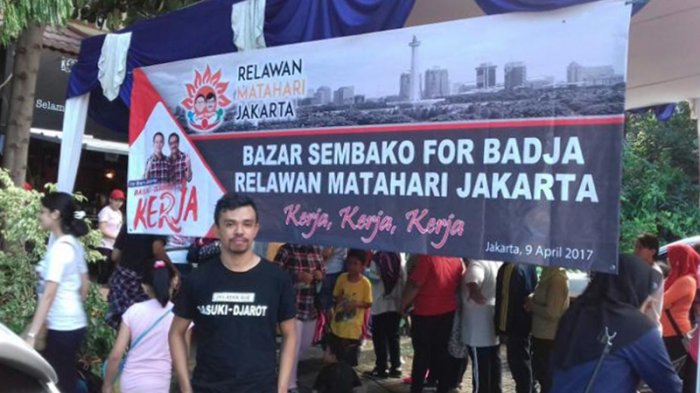 Selam
RELAWAN
MATAHARI
JAKARTA
BAZAR SEMBAKO FOR BADJA
RELAWAN MATAHARI JAKARTA
Kerja, Kerja, Kerja
Jakarta, 9 April 2017
KERJA
BASUKI-DJAROT